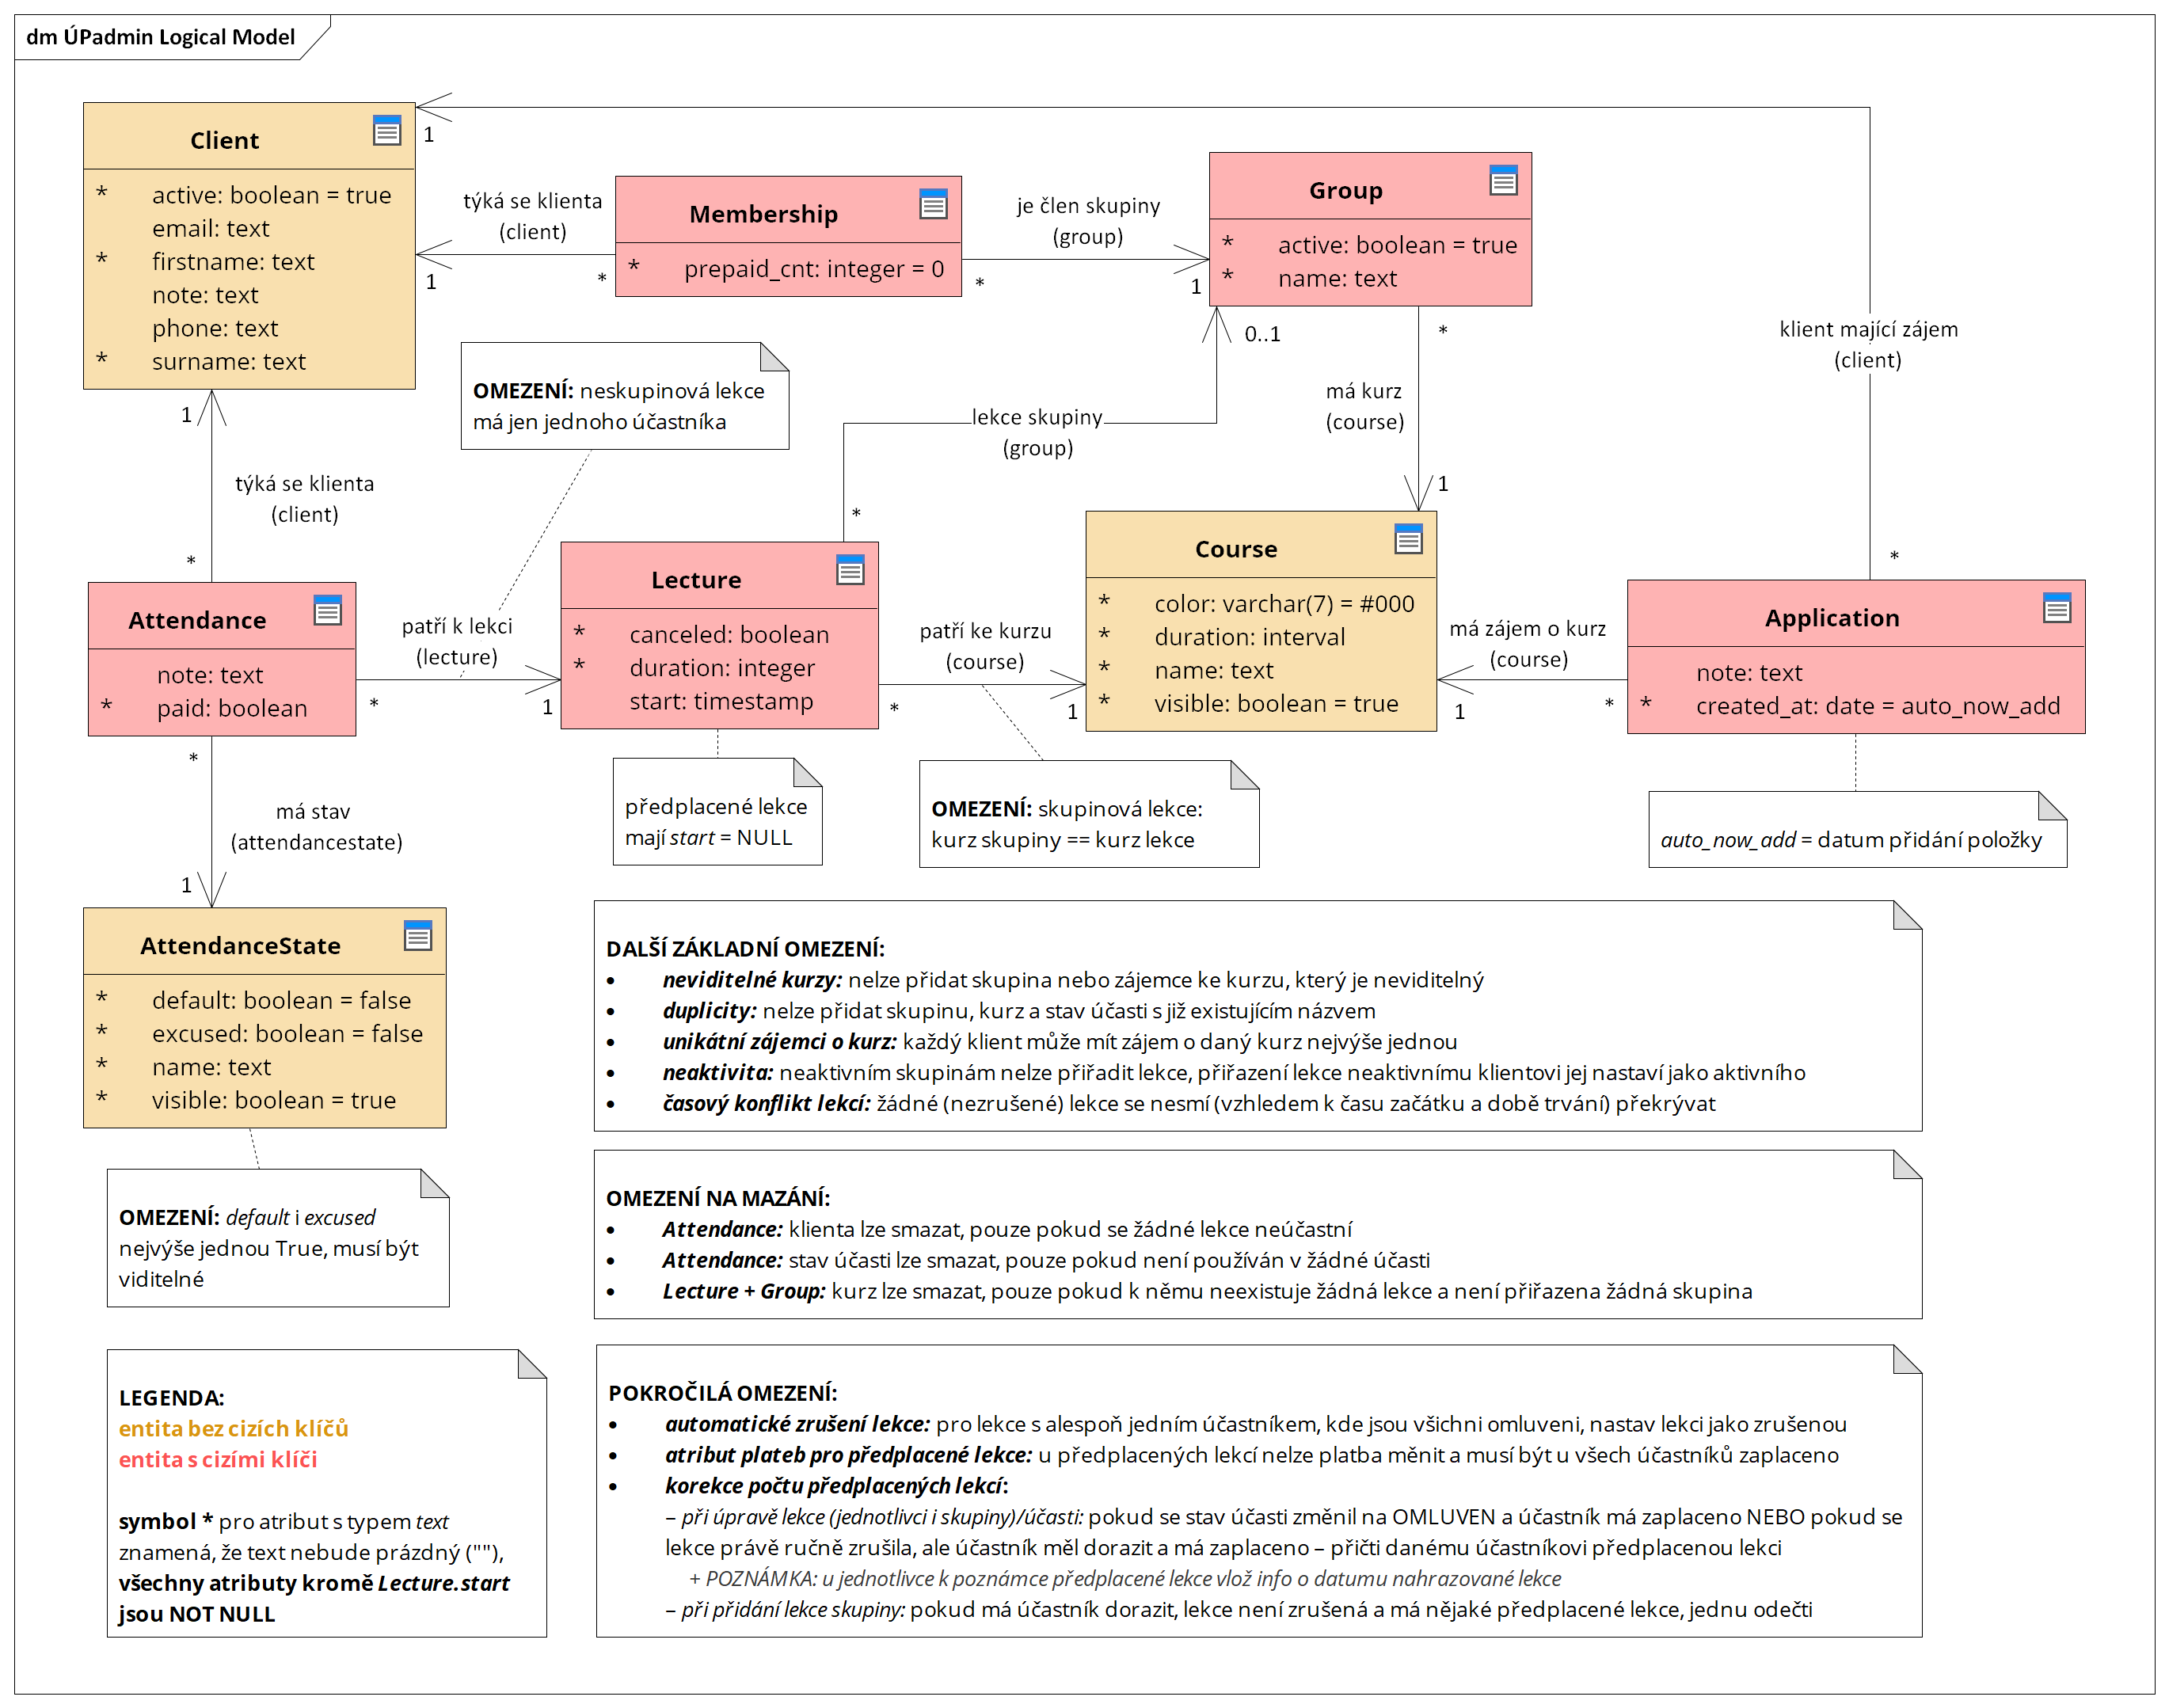 dm ÚPadmin Logical Model
Client
* active: boolean = true
email: text
* firstname: text
note: text
phone: text
* surname: text
1
týká se klienta
(client)
1
*
Membership
* prepaid_cnt: integer = 0
je člen skupiny
(group)
*
1
Group
* active: boolean = true
* name: text
0..1
*
klient mající zájem
(client)
*
OMEZENÍ: neskupinová lekce
má jen jednoho účastníka
lekce skupiny
(group)
*
má kurz
(course)
1
1
týká se klienta
(client)
*
Attendance
note: text
* paid: boolean
patří k lekci
(lecture)
*
1
Lecture
* canceled: boolean
* duration: integer
start: timestamp
patří ke kurzu
(course)
*
1
Course
* color: varchar(7) = #000
* duration: interval
* name: text
* visible: boolean = true
má zájem o kurz
(course)
1
*
Application
note: text
* created_at: date = auto_now_add
*
má stav
(attendancestate)
1
předplacené lekce
mají start = NULL
OMEZENÍ: skupinová lekce:
kurz skupiny == kurz lekce
auto_now_add = datum přidání položky
AttendanceState
* default: boolean = false
* excused: boolean = false
* name: text
* visible: boolean = true
OMEZENÍ: default i excused
nejvýše jednou True, musí být
viditelné
DALŠÍ ZÁKLADNÍ OMEZENÍ:
• neviditelné kurzy: nelze přidat skupina nebo zájemce ke kurzu, který je neviditelný
• duplicity: nelze přidat skupinu, kurz a stav účasti s již existujícím názvem
• unikátní zájemci o kurz: každý klient může mít zájem o daný kurz nejvýše jednou
• neaktivita: neaktivním skupinám nelze přiřadit lekce, přiřazení lekce neaktivnímu klientovi jej nastaví jako aktivního
• časový konflikt lekcí: žádné (nezrušené) lekce se nesmí (vzhledem k času začátku a době trvání) překrývat
OMEZENÍ NA MAZÁNÍ:
• Attendance: klienta lze smazat, pouze pokud se žádné lekce neúčastní
• Attendance: stav účasti lze smazat, pouze pokud není používán v žádné účasti
• Lecture + Group: kurz lze smazat, pouze pokud k němu neexistuje žádná lekce a není přiřazena žádná skupina
LEGENDA:
entita bez cizích klíčů
entita s cizími klíči
symbol * pro atribut s typem text
znamená, že text nebude prázdný (""),
všechny atributy kromě Lecture.start
jsou NOT NULL
POKROČILÁ OMEZENÍ:
• automatické zrušení lekce: pro lekce s alespoň jedním účastníkem, kde jsou všichni omluveni, nastav lekci jako zrušenou
• atribut plateb pro předplacené lekce: u předplacených lekcí nelze platba měnit a musí být u všech účastníků zaplaceno
• korekce počtu předplacených lekcí:
– při úpravě lekce (jednotlivci i skupiny)/účasti: pokud se stav účasti změnil na OMLUVEN a účastník má zaplaceno NEBO pokud se
lekce právě ručně zrušila, ale účastník měl dorazit a má zaplaceno – přičti danému účastníkovi předplacenou lekci
+ POZNÁMKA: u jednotlivce k poznámce předplacené lekce vlož info o datumu nahrazované lekce
– při přidání lekce skupiny: pokud má účastník dorazit, lekce není zrušená a má nějaké předplacené lekce, jednu odečti